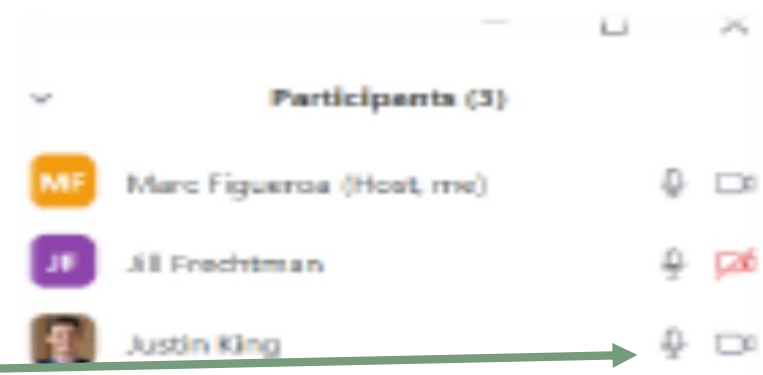 Participants (3)
MF Marc Figueroa (Host, me)
JF Jill Frechtman
Justin King